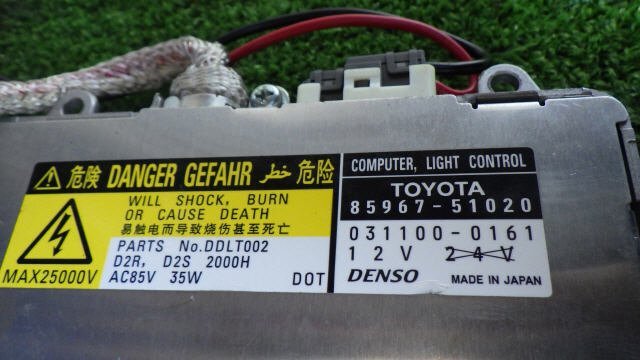 危険 DANGER GEFAHR خطر 危险
WILL SHOCK, BURN
OR CAUSE DEATH
易触电而导致烧伤甚至死亡
MAX25000V
PARTS No.DDLT002
D2R, D2S 2000H
AC85V 35W
DOT
COMPUTER, LIGHT CONTROL
TOYOTA
85967-51020
031100-0161
12V 24V
DENSO MADE IN JAPAN